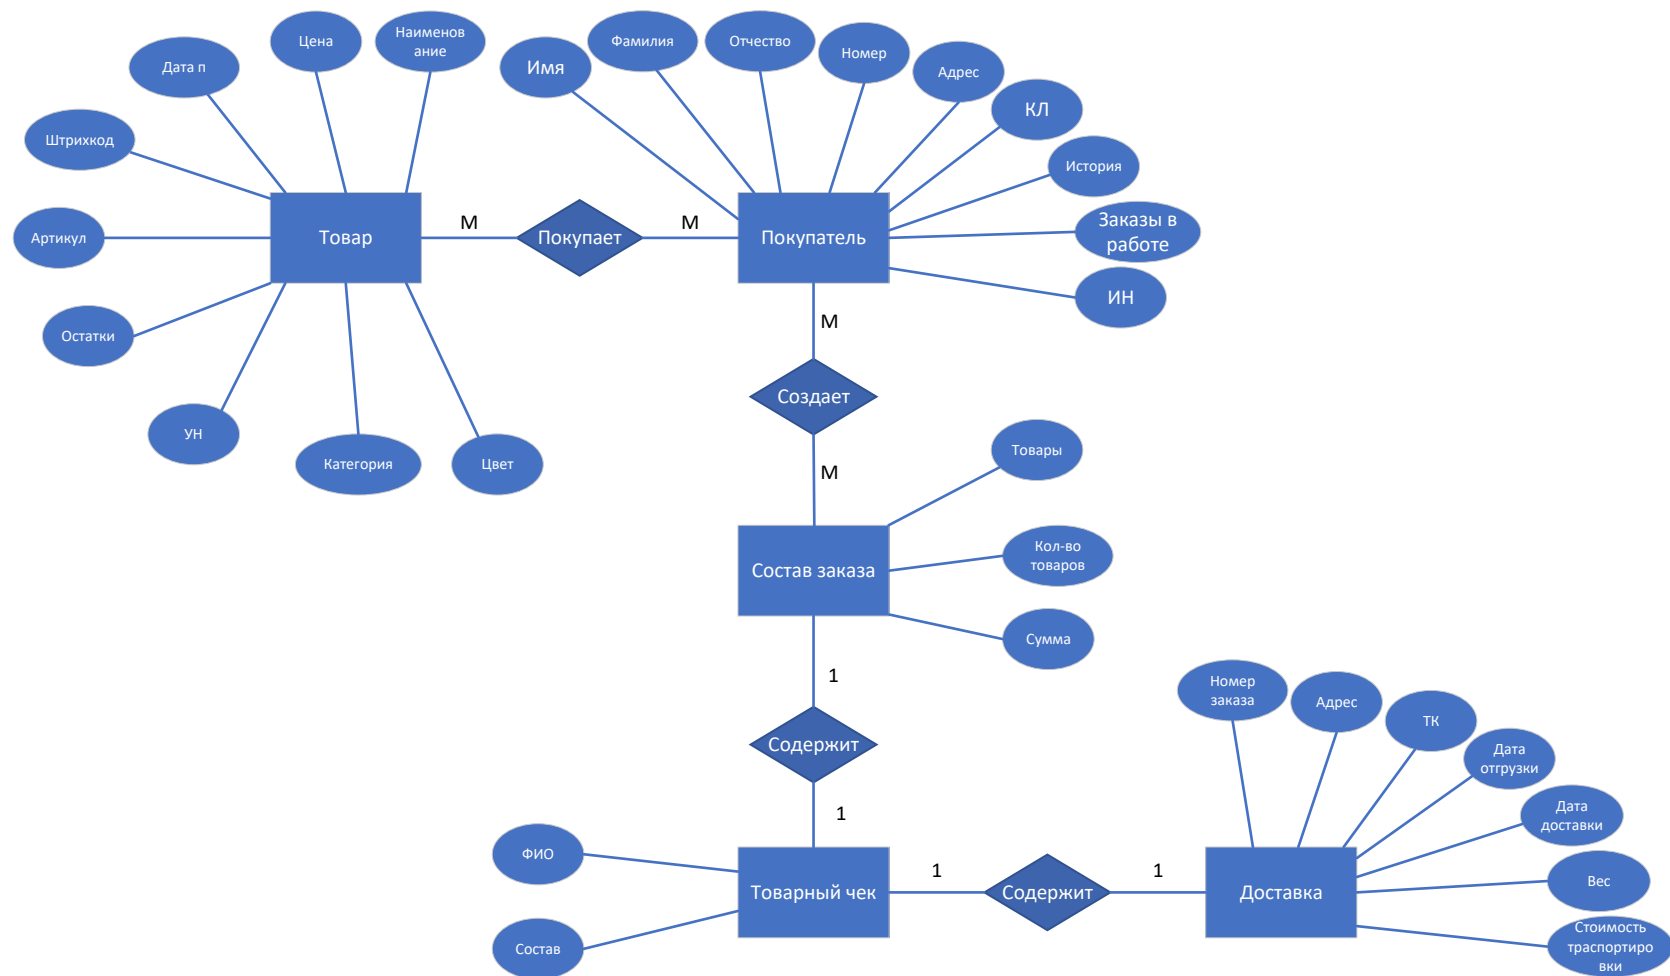 Цена
Наименов
ание
Дата п
Имя
Фамилия
Отчество
Номер
Адрес
КЛ
Штрихкод
История
Артикул
Товар
М
Покупает
М
Покупатель
Заказы в
работе
ИН
Остатки
М
Создает
УН
Категория
Цвет
Товары
М
Состав заказа
Кол-во
товаров
Сумма
1
Номер
заказа
Адрес
ТК
Содержит
Дата
отгрузки
1
Дата
доставки
ФИО
Товарный чек
1
Содержит
1
Доставка
Вес
Состав
Стоимость
траспортиро
вки